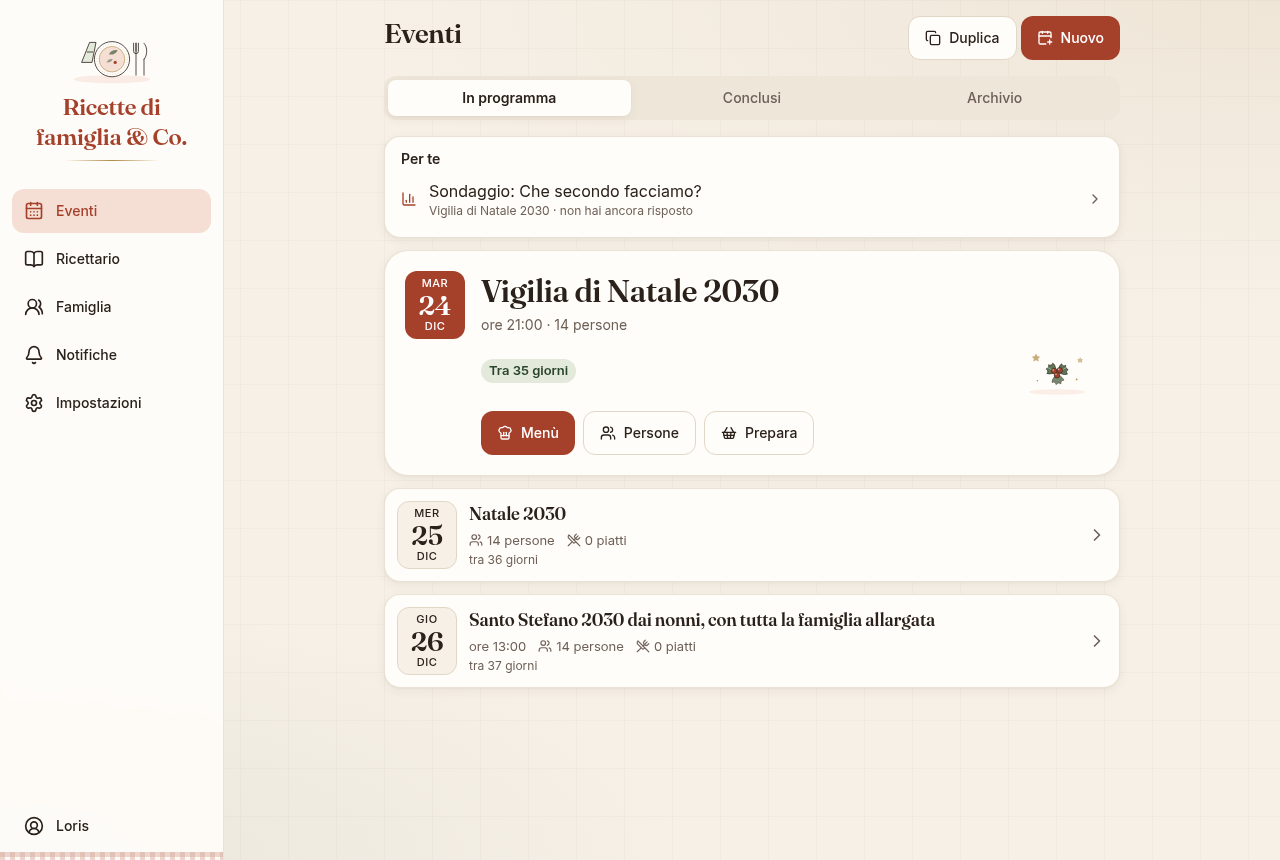 Ricette di
famiglia & Co.
Eventi
Ricettario
Famiglia
Notifiche
Impostazioni
Loris
Eventi
Duplica
Nuovo
In programma
Conclusi
Archivio
Per te
Sondaggio: Che secondo facciamo?
Vigilia di Natale 2030 · non hai ancora risposto
MAR
24
DIC
Vigilia di Natale 2030
ore 21:00 · 14 persone
Tra 35 giorni
Menù
Persone
Prepara
MER
25
DIC
Natale 2030
14 persone 0 piatti
tra 36 giorni
GIO
26
DIC
Santo Stefano 2030 dai nonni, con tutta la famiglia allargata
ore 13:00 14 persone 0 piatti
tra 37 giorni